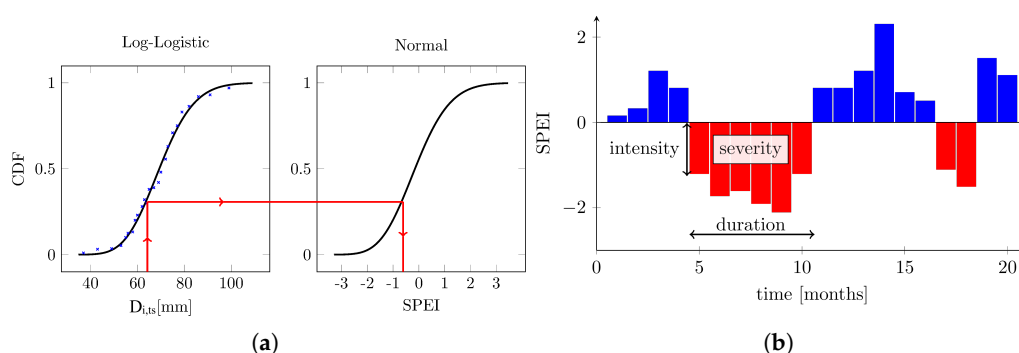 Log-Logistic
Normal
CDF
1
0.5
0
40 60 80 100
D_{i,ts}[mm]
1
0.5
0
-3 -2 -1 0 1 2 3
SPEI
(a)
SPEI
2
0
−2
intensity
severity
duration
0 5 10 15 20
time [months]
(b)